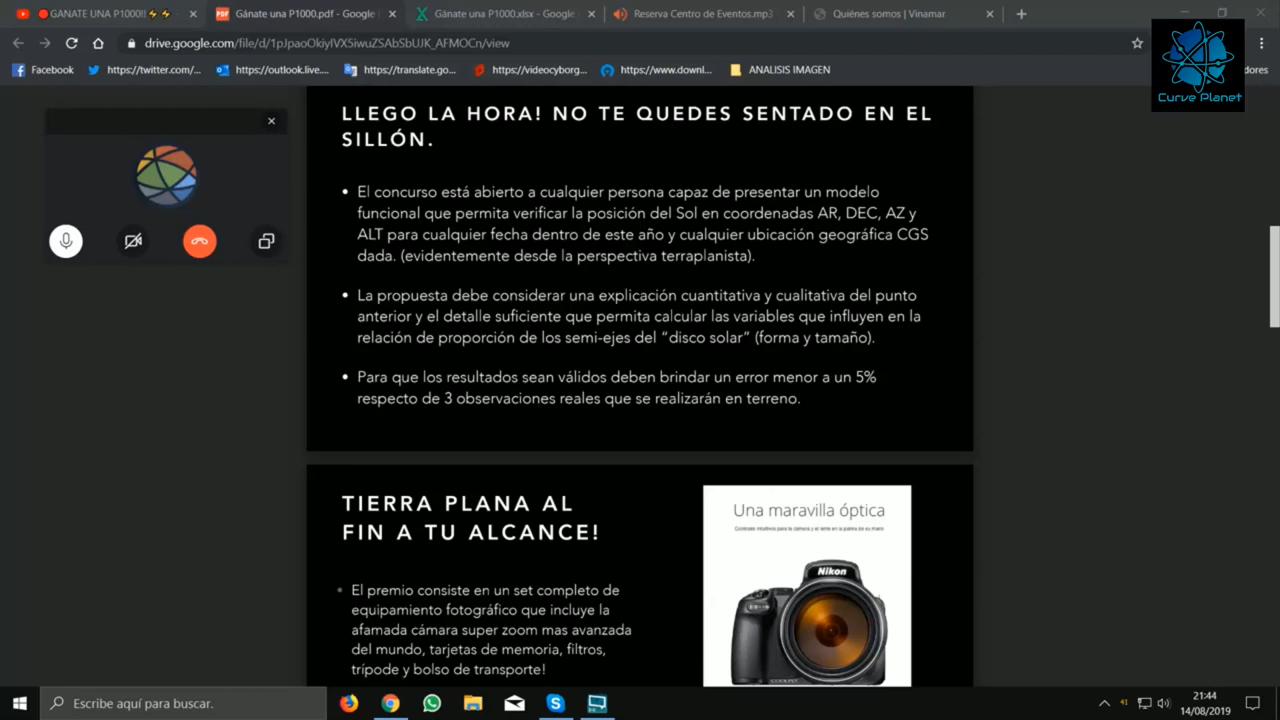 GANATE UNA P1000!!
Gánate una P1000.pdf - Google
Gánate una P1000.xlsx - Google
Reserva Centro de Eventos.mp3
Quiénes somos | Vinamar
drive.google.com/file/d/1pJpaoOkiyIVX5iwuZSAbSbUJK_AFMOCn/view
Facebook
https://twitter.com/...
https://outlook.live....
https://translate.go...
https://videocyborg...
https://www.downl...
ANALISIS IMAGEN
adores
Curve Planet
LLEGO LA HORA! NO TE QUEDES SENTADO EN EL
SILLÓN.
• El concurso está abierto a cualquier persona capaz de presentar un modelo
funcional que permita verificar la posición del Sol en coordenadas AR, DEC, AZ y
ALT para cualquier fecha dentro de este año y cualquier ubicación geográfica CGS
dada. (evidentemente desde la perspectiva terraplanista).
• La propuesta debe considerar una explicación cuantitativa y cualitativa del punto
anterior y el detalle suficiente que permita calcular las variables que influyen en la
relación de proporción de los semi-ejes del “disco solar” (forma y tamaño).
• Para que los resultados sean válidos deben brindar un error menor a un 5%
respecto de 3 observaciones reales que se realizarán en terreno.
TIERRA PLANA AL
FIN A TU ALCANCE!
• El premio consiste en un set completo de
equipamiento fotográfico que incluye la
afamada cámara super zoom mas avanzada
del mundo, tarjetas de memoria, filtros,
trípode y bolso de transporte!
Una maravilla óptica
Nikon
Escribe aquí para buscar.
21:44
14/08/2019